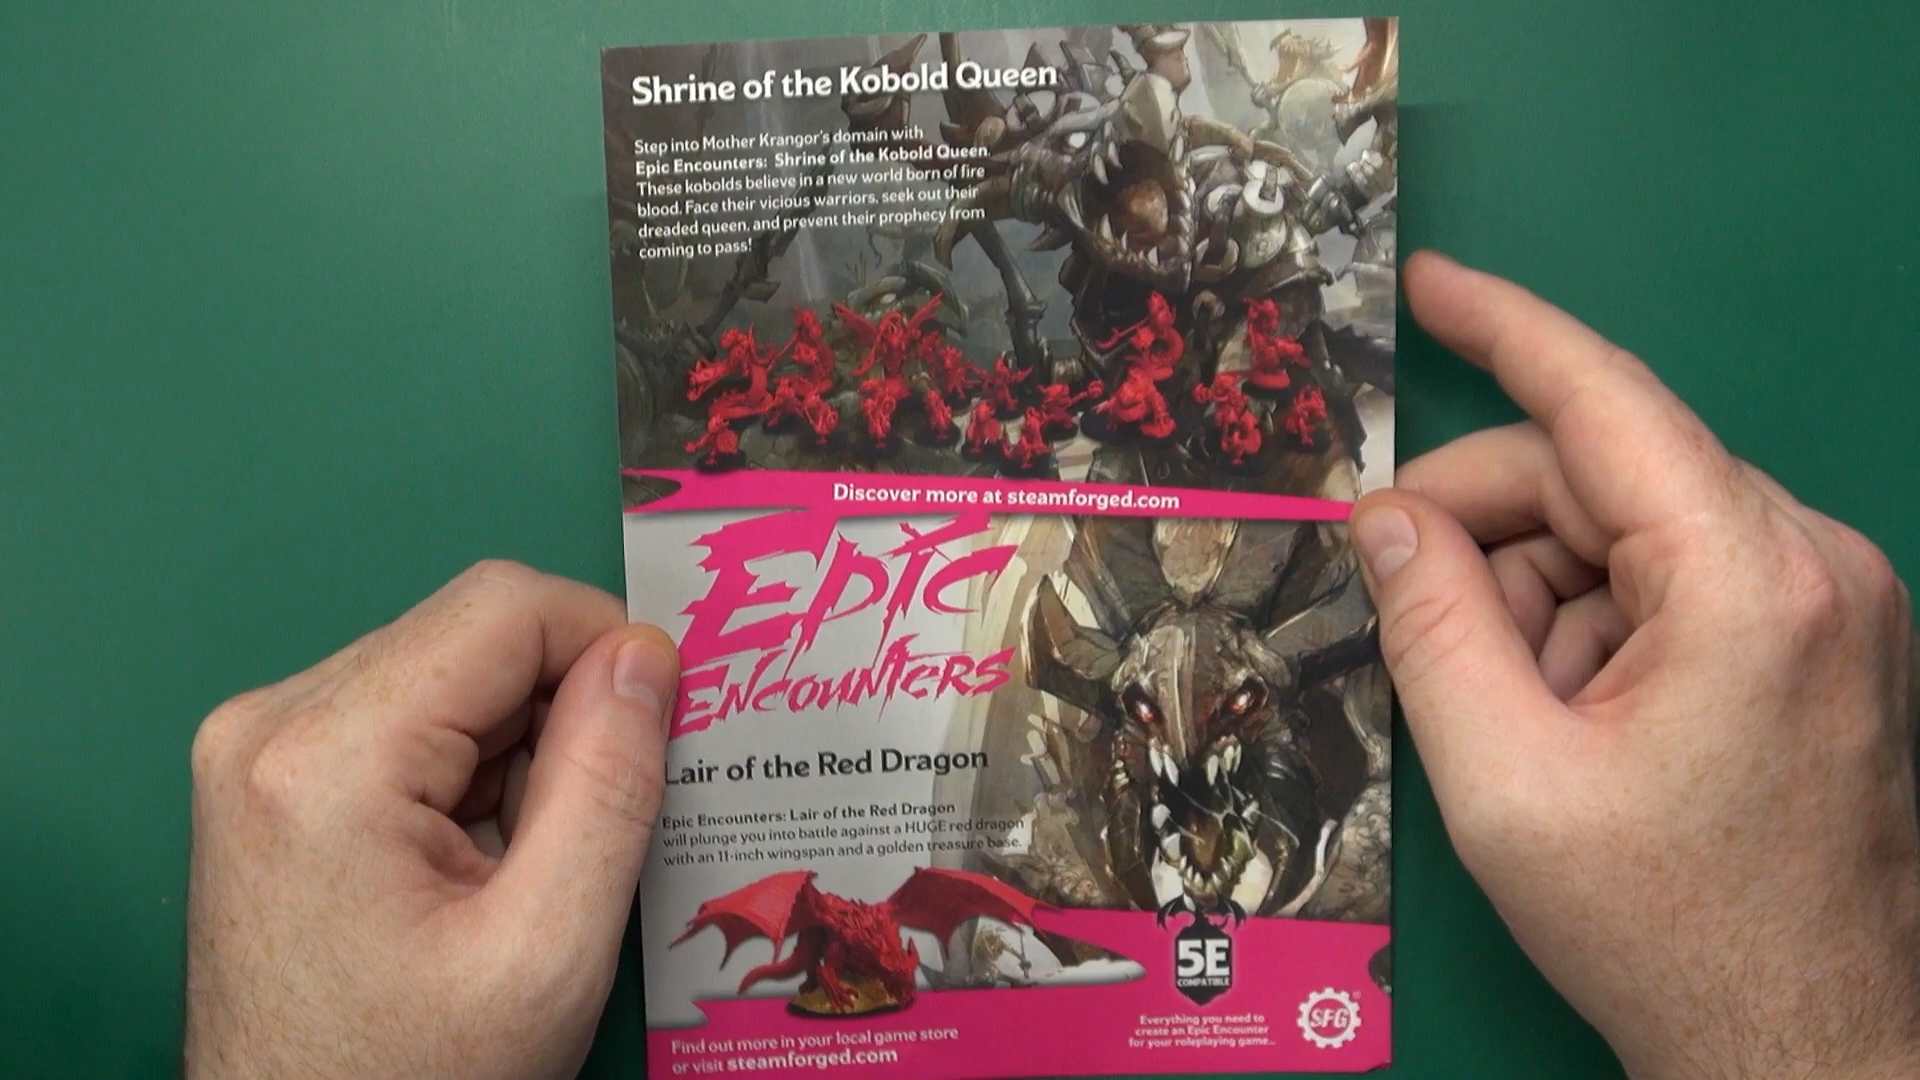 Shrine of the Kobold Queen
Step into Mother Krangor's domain with
Epic Encounters: Shrine of the Kobold Queen.
These kobolds believe in a new world born of fire
blood. Face their vicious warriors, seek out their
dreaded queen, and prevent their prophecy from
coming to pass!
Discover more at steamforged.com
Epic
Encounters
Lair of the Red Dragon
Epic Encounters: Lair of the Red Dragon
will plunge you into battle against a HUGE red dragon
with an 11-inch wingspan and a golden treasure base.
5E
COMPATIBLE
Everything you need to
create an Epic Encounter
for your roleplaying game...
SFG
Find out more in your local game store
or visit steamforged.com